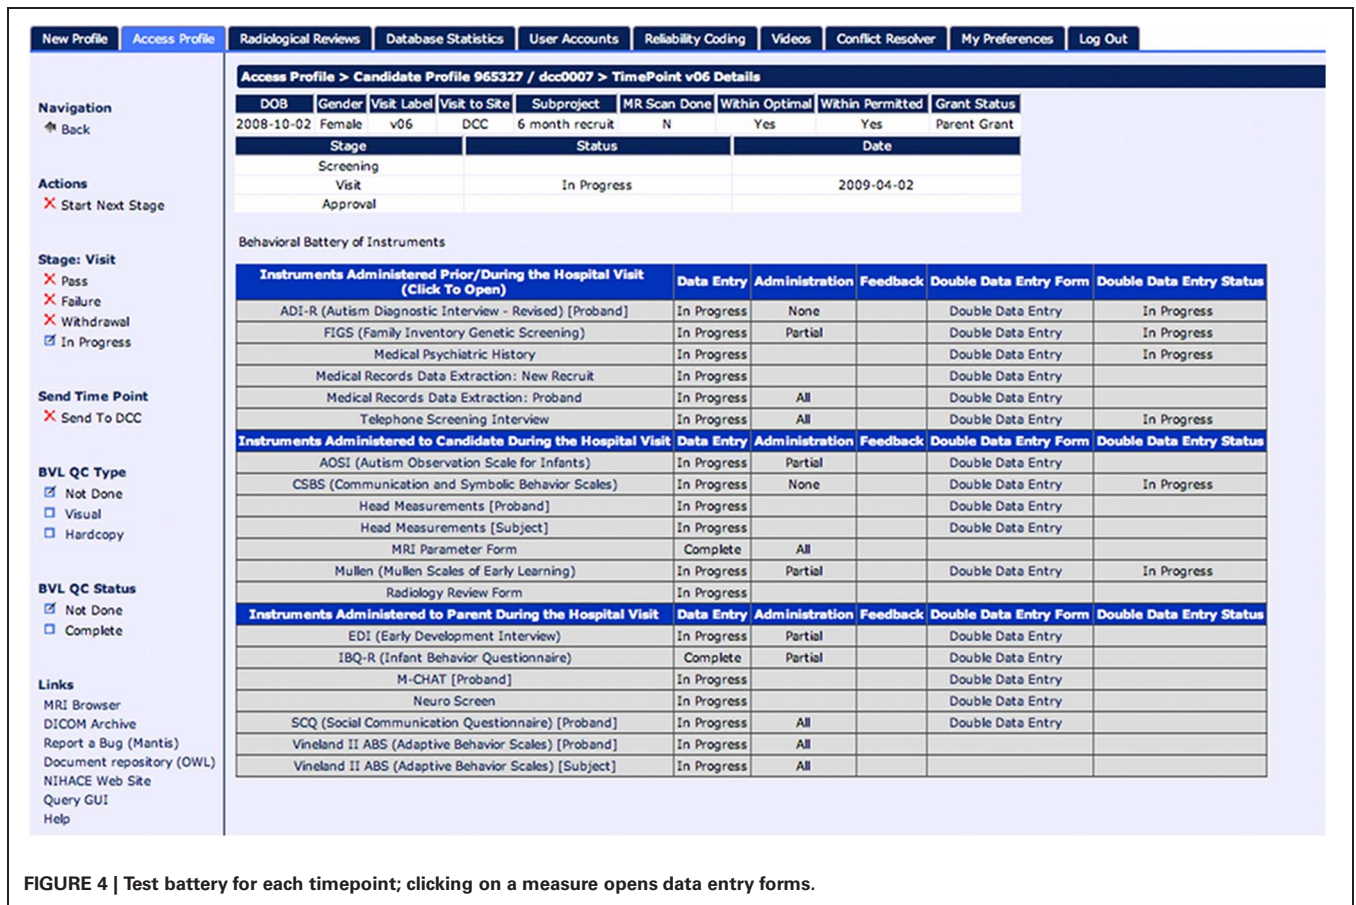 New Profile Access Profile Radiological Reviews Database Statistics User Accounts Reliability Coding Videos Conflict Resolver My Preferences Log Out
Navigation
Back
Actions
Start Next Stage
Stage: Visit
Pass
Failure
Withdrawal
In Progress
Send Time Point
Send To DCC
BVL QC Type
Not Done
Visual
Hardcopy
BVL QC Status
Not Done
Complete
Links
MRI Browser
DICOM Archive
Report a Bug (Mantis)
Document repository (OWL)
NIHACE Web Site
Query GUI
Help
Access Profile > Candidate Profile 965327 / dcc0007 > TimePoint v06 Details
DOB Gender Visit Label Visit to Site Subproject MR Scan Done Within Optimal Within Permitted Grant Status
2008-10-02 Female v06 DCC 6 month recruit N Yes Yes Parent Grant
Stage Status Date
Screening
Visit In Progress 2009-04-02
Approval
Behavioral Battery of Instruments
Instruments Administered Prior/During the Hospital Visit
(Click To Open) Data Entry Administration Feedback Double Data Entry Form Double Data Entry Status
ADI-R (Autism Diagnostic Interview - Revised) [Proband] In Progress None Double Data Entry In Progress
FIGS (Family Inventory Genetic Screening) In Progress Partial Double Data Entry In Progress
Medical Psychiatric History In Progress Double Data Entry In Progress
Medical Records Data Extraction: New Recruit In Progress Double Data Entry
Medical Records Data Extraction: Proband In Progress All Double Data Entry
Telephone Screening Interview In Progress All Double Data Entry In Progress
Instruments Administered to Candidate During the Hospital Visit Data Entry Administration Feedback Double Data Entry Form Double Data Entry Status
AOSI (Autism Observation Scale for Infants) In Progress Partial Double Data Entry
CSBS (Communication and Symbolic Behavior Scales) In Progress None Double Data Entry In Progress
Head Measurements [Proband] In Progress Double Data Entry
Head Measurements [Subject] In Progress Double Data Entry
MRI Parameter Form Complete All
Mullen (Mullen Scales of Early Learning) In Progress Partial Double Data Entry In Progress
Radiology Review Form In Progress
Instruments Administered to Parent During the Hospital Visit Data Entry Administration Feedback Double Data Entry Form Double Data Entry Status
EDI (Early Development Interview) In Progress Partial Double Data Entry
IBQ-R (Infant Behavior Questionnaire) Complete Partial Double Data Entry
M-CHAT [Proband] In Progress Double Data Entry
Neuro Screen In Progress Double Data Entry
SCQ (Social Communication Questionnaire) [Proband] In Progress All Double Data Entry
Vineland II ABS (Adaptive Behavior Scales) [Proband] In Progress All
Vineland II ABS (Adaptive Behavior Scales) [Subject] In Progress All
FIGURE 4 | Test battery for each timepoint; clicking on a measure opens data entry forms.